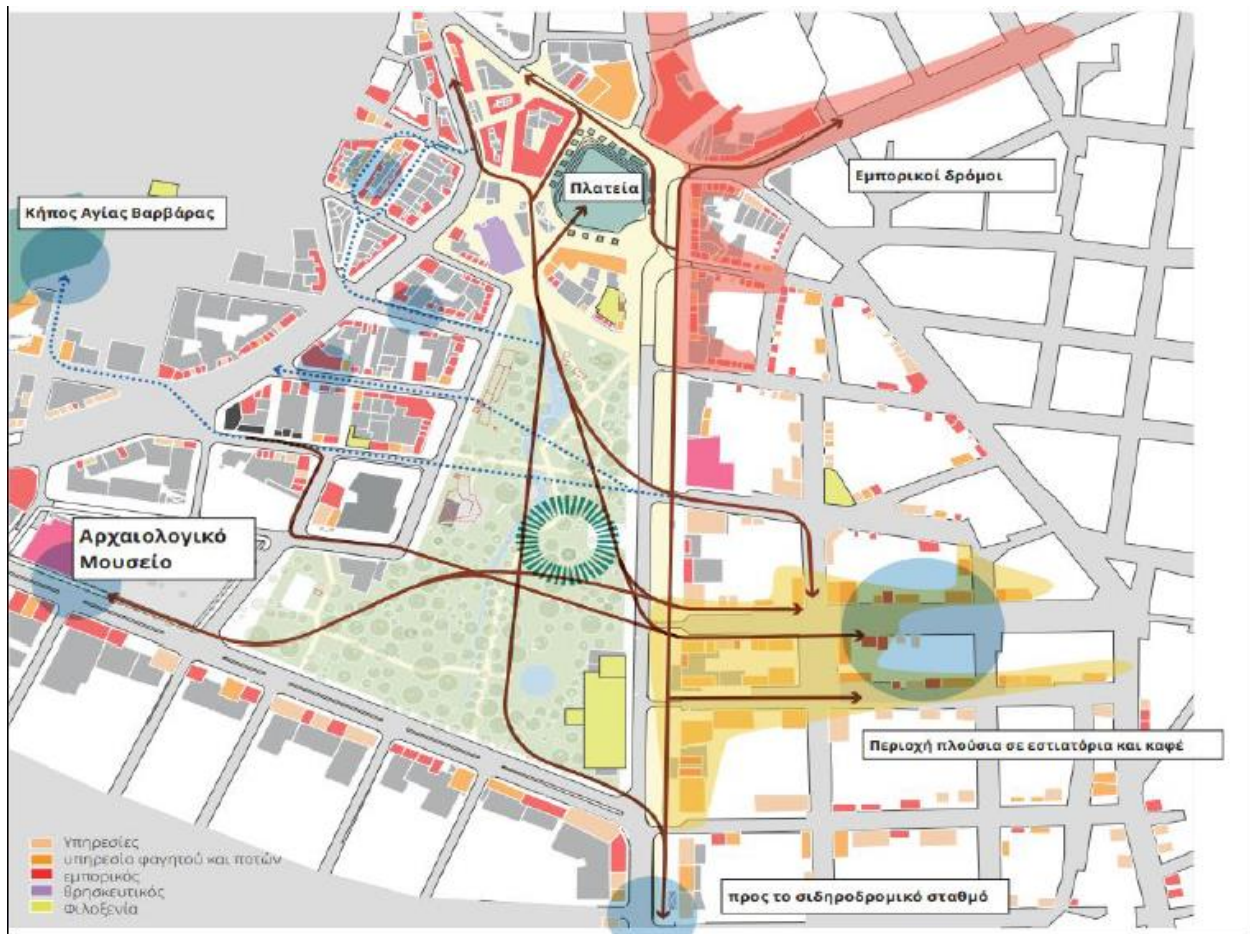 Πλατεία
Εμπορικοί δρόμοι
Κήπος Αγίας Βαρβάρας
Αρχαιολογικό
Μουσείο
Περιοχή πλούσια σε εστιατόρια και καφέ
προς το σιδηροδρομικό σταθμό
Υπηρεσίες
υπηρεσίο φαγητού και ποτών
εμπορικός
θρησκευτικός
Φιλοξενία